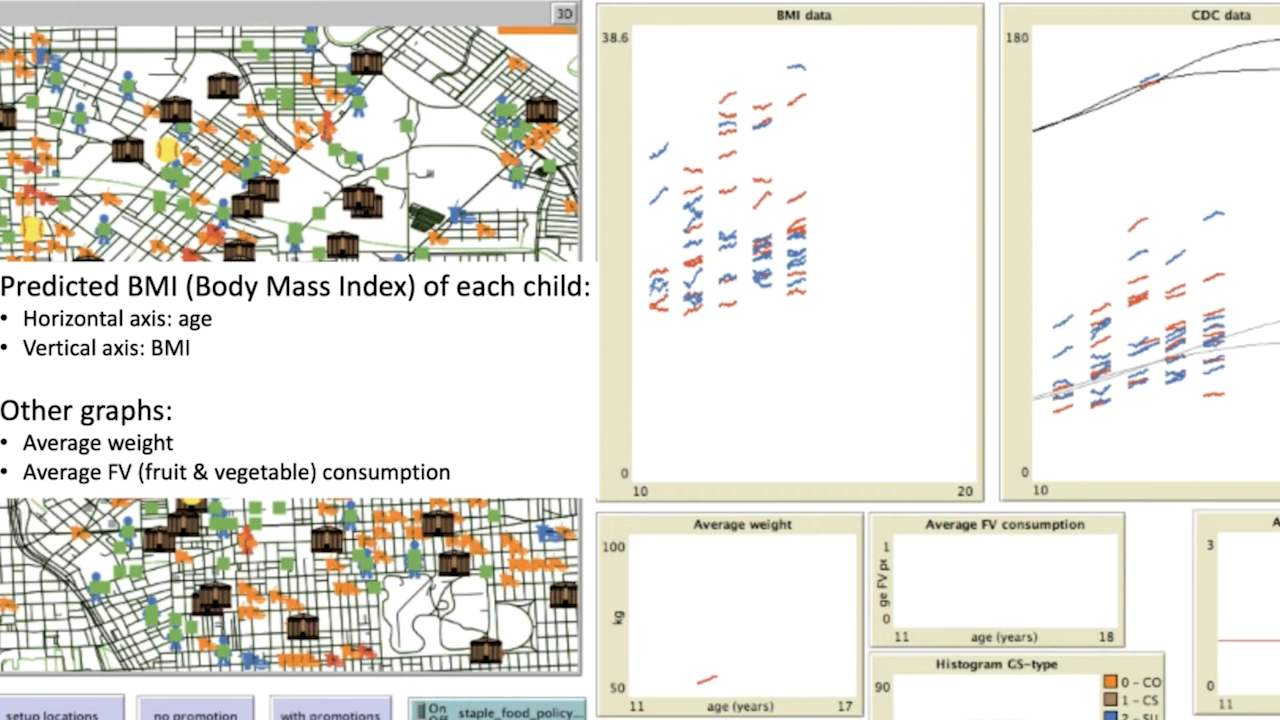 3D
Predicted BMI (Body Mass Index) of each child:
• Horizontal axis: age
• Vertical axis: BMI
Other graphs:
• Average weight
• Average FV (fruit & vegetable) consumption
setup locations
no promotion
with promotions
On
Off
staple_food_policy...
BMI data
38.6
0
10
20
CDC data
180
0
10
Average weight
100
kg
50
11
age (years)
17
Average FV consumption
1
ge FV pt
0
11
age (years)
18
Histogram GS-type
90
0 - CO
1 - CS
2 - SU
A
3
0
11